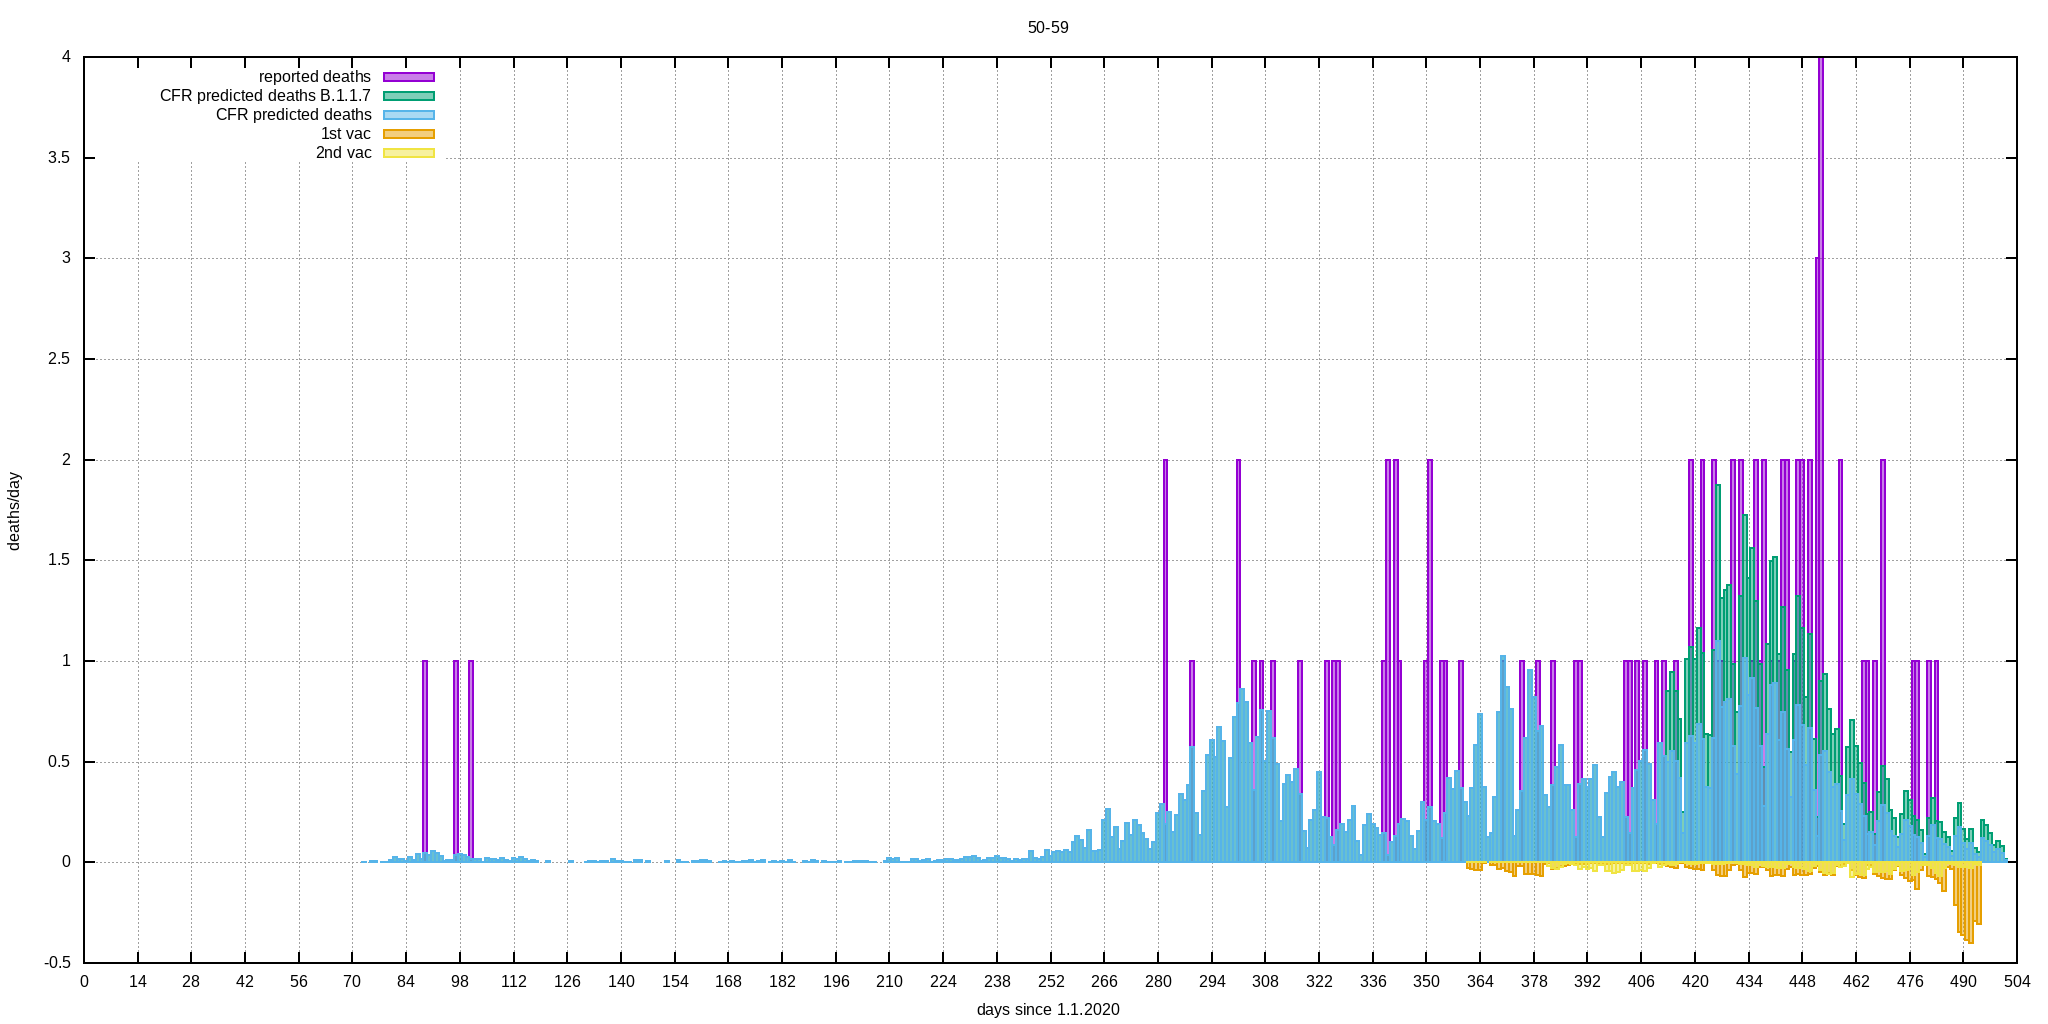 50-59
reported deaths
CFR predicted deaths B.1.1.7
CFR predicted deaths
1st vac
2nd vac
4
3.5
3
2.5
2
1.5
1
0.5
0
-0.5
deaths/day
0 14 28 42 56 70 84 98 112 126 140 154 168 182 196 210 224 238 252 266 280 294 308 322 336 350 364 378 392 406 420 434 448 462 476 490 504
days since 1.1.2020